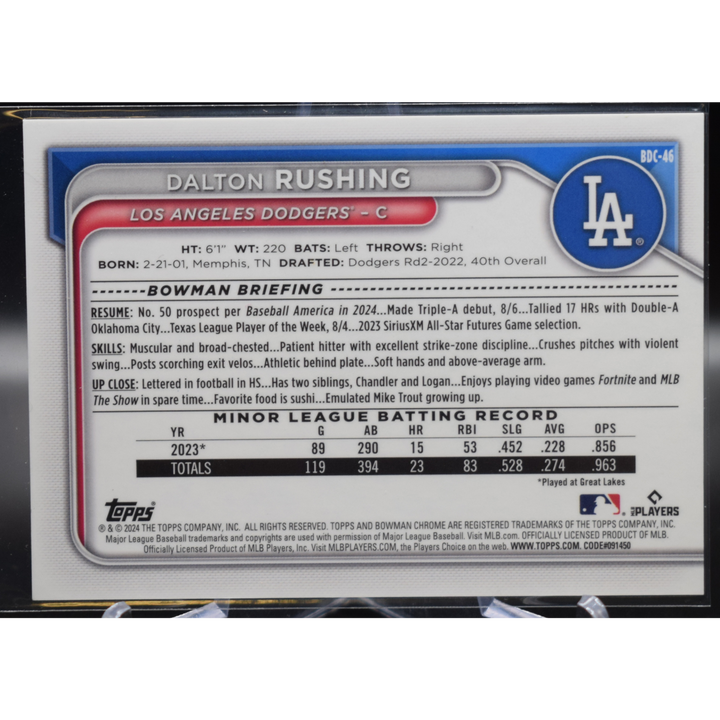 BDC-46
DALTON RUSHING
LA ®
LOS ANGELES DODGERS® – C
HT: 6'1" WT: 220 BATS: Left THROWS: Right
BORN: 2-21-01, Memphis, TN DRAFTED: Dodgers Rd2-2022, 40th Overall
BOWMAN BRIEFING
RESUME: No. 50 prospect per Baseball America in 2024...Made Triple-A debut, 8/6...Tallied 17 HRs with Double-A
Oklahoma City...Texas League Player of the Week, 8/4...2023 SiriusXM All-Star Futures Game selection.
SKILLS: Muscular and broad-chested...Patient hitter with excellent strike-zone discipline...Crushes pitches with violent
swing...Posts scorching exit velos...Athletic behind plate...Soft hands and above-average arm.
UP CLOSE: Lettered in football in HS...Has two siblings, Chandler and Logan...Enjoys playing video games Fortnite and MLB
The Show in spare time...Favorite food is sushi...Emulated Mike Trout growing up.
MINOR LEAGUE BATTING RECORD
YR G AB HR RBI SLG AVG OPS
2023* 89 290 15 53 .452 .228 .856
TOTALS 119 394 23 83 .528 .274 .963
*Played at Great Lakes
Topps
PLAYERS
® & © 2024 THE TOPPS COMPANY, INC. ALL RIGHTS RESERVED. TOPPS AND BOWMAN CHROME ARE REGISTERED TRADEMARKS OF THE TOPPS COMPANY, INC.
Major League Baseball trademarks and copyrights are used with permission of Major League Baseball. Visit MLB.com. OFFICIALLY LICENSED PRODUCT OF MLB.
Officially Licensed Product of MLB Players, Inc. Visit MLBPLAYERS.COM, the Players Choice on the web. WWW.TOPPS.COM. CODE#091450